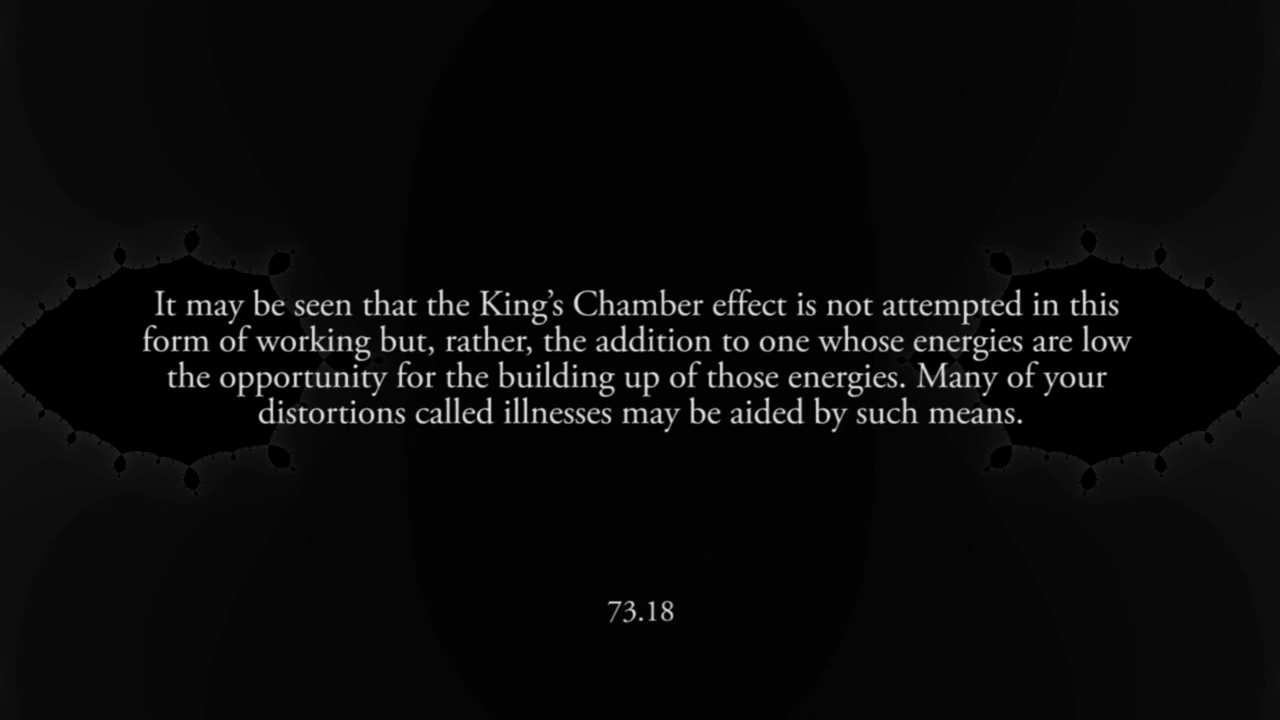 It may be seen that the King’s Chamber effect is not attempted in this
form of working but, rather, the addition to one whose energies are low
the opportunity for the building up of those energies. Many of your
distortions called illnesses may be aided by such means.
73.18